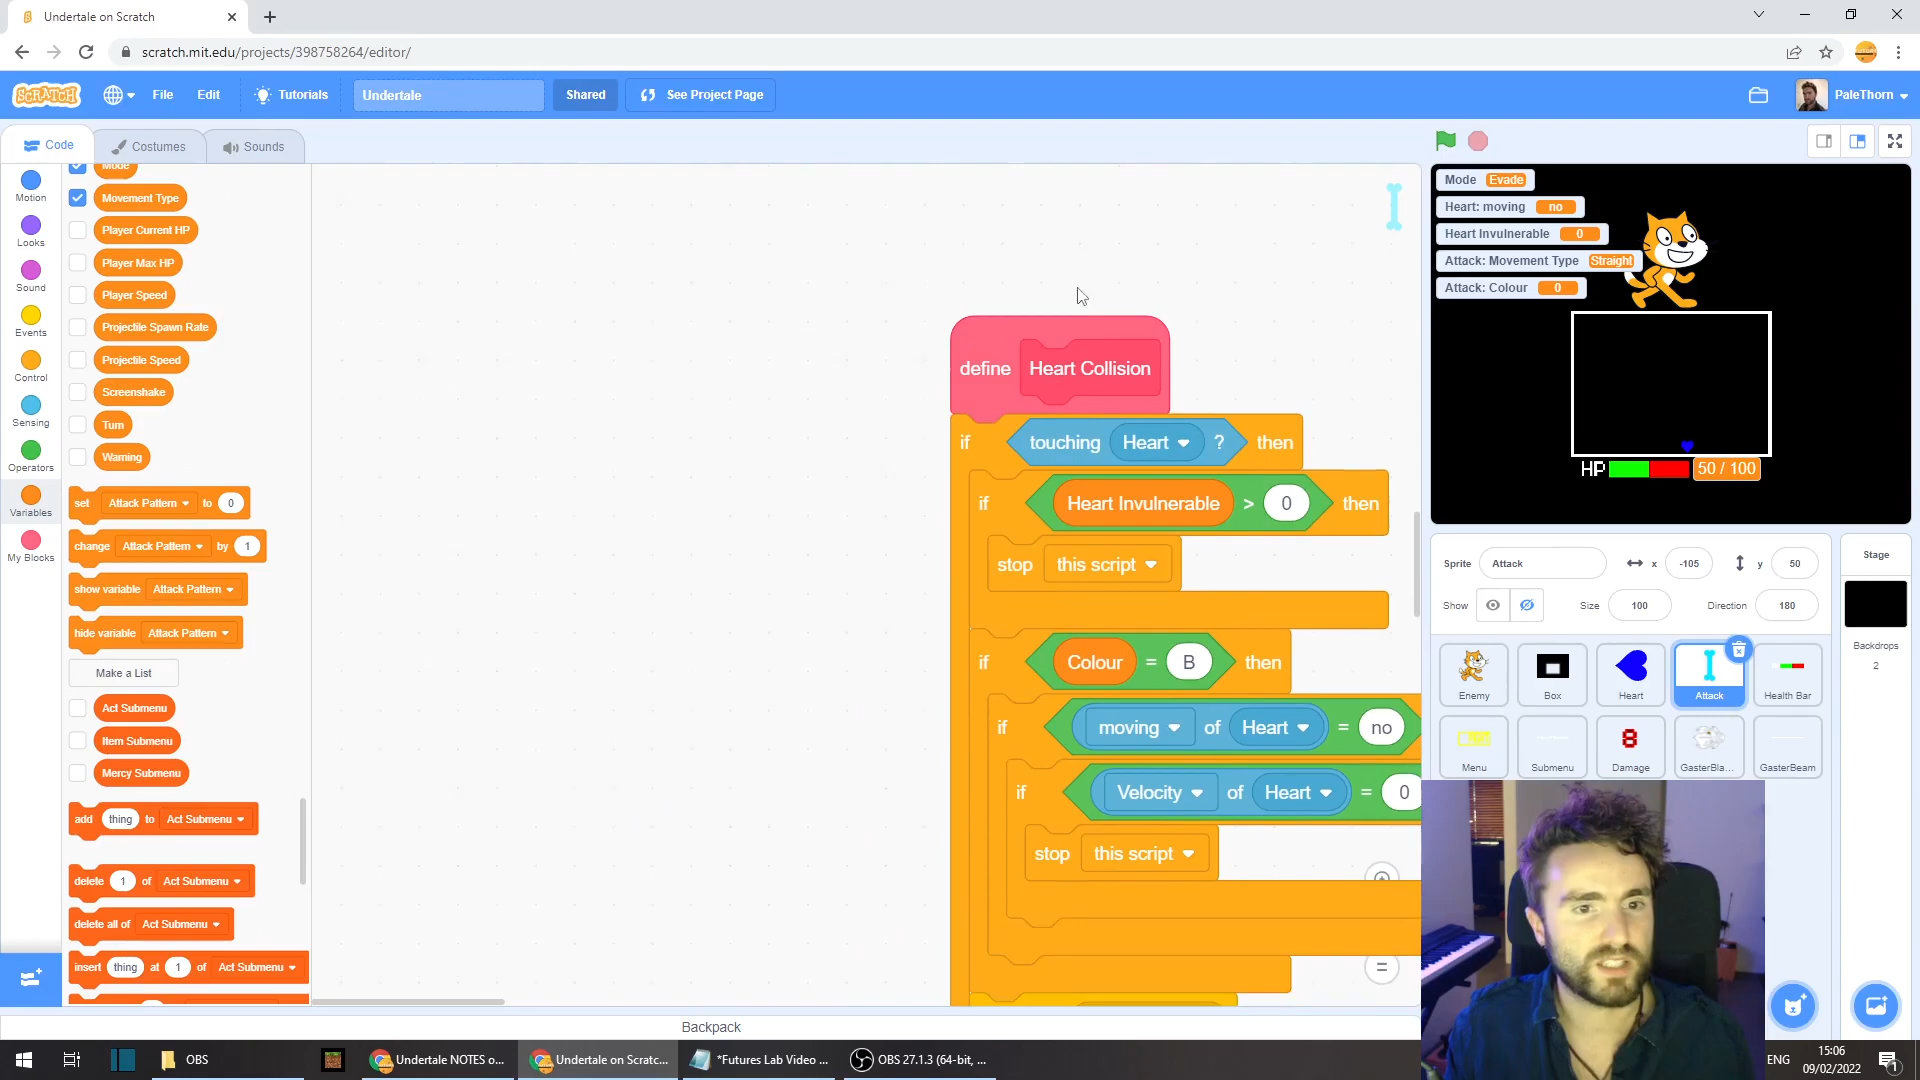 Undertale on Scratch
scratch.mit.edu/projects/398758264/editor/
SCRATCH
File
Edit
Tutorials
Undertale
Shared
See Project Page
PaleThorn
Code
Costumes
Sounds
Motion
Looks
Sound
Events
Control
Sensing
Operators
Variables
My Blocks
Mode
Movement Type
Player Current HP
Player Max HP
Player Speed
Projectile Spawn Rate
Projectile Speed
Screenshake
Turn
Warning
set Attack Pattern to 0
change Attack Pattern by 1
show variable Attack Pattern
hide variable Attack Pattern
Make a List
Act Submenu
Item Submenu
Mercy Submenu
add thing to Act Submenu
delete 1 of Act Submenu
delete all of Act Submenu
insert thing at 1 of Act Submenu
define Heart Collision
if touching Heart ? then
if Heart Invulnerable > 0 then
stop this script
if Colour = B then
if moving of Heart = no
if Velocity of Heart = 0
stop this script
Mode Evade
Heart: moving no
Heart Invulnerable 0
Attack: Movement Type Straight
Attack: Colour 0
HP 50 / 100
Sprite Attack x -105 y 50
Show Size 100 Direction 180
Enemy
Box
Heart
Attack
Health Bar
Menu
Submenu
8
Damage
GasterBla...
GasterBeam
Stage
Backdrops
2
Backpack
OBS
Undertale NOTES o...
Undertale on Scratc...
*Futures Lab Video ...
OBS 27.1.3 (64-bit, ...
ENG
15:06
09/02/2022
1